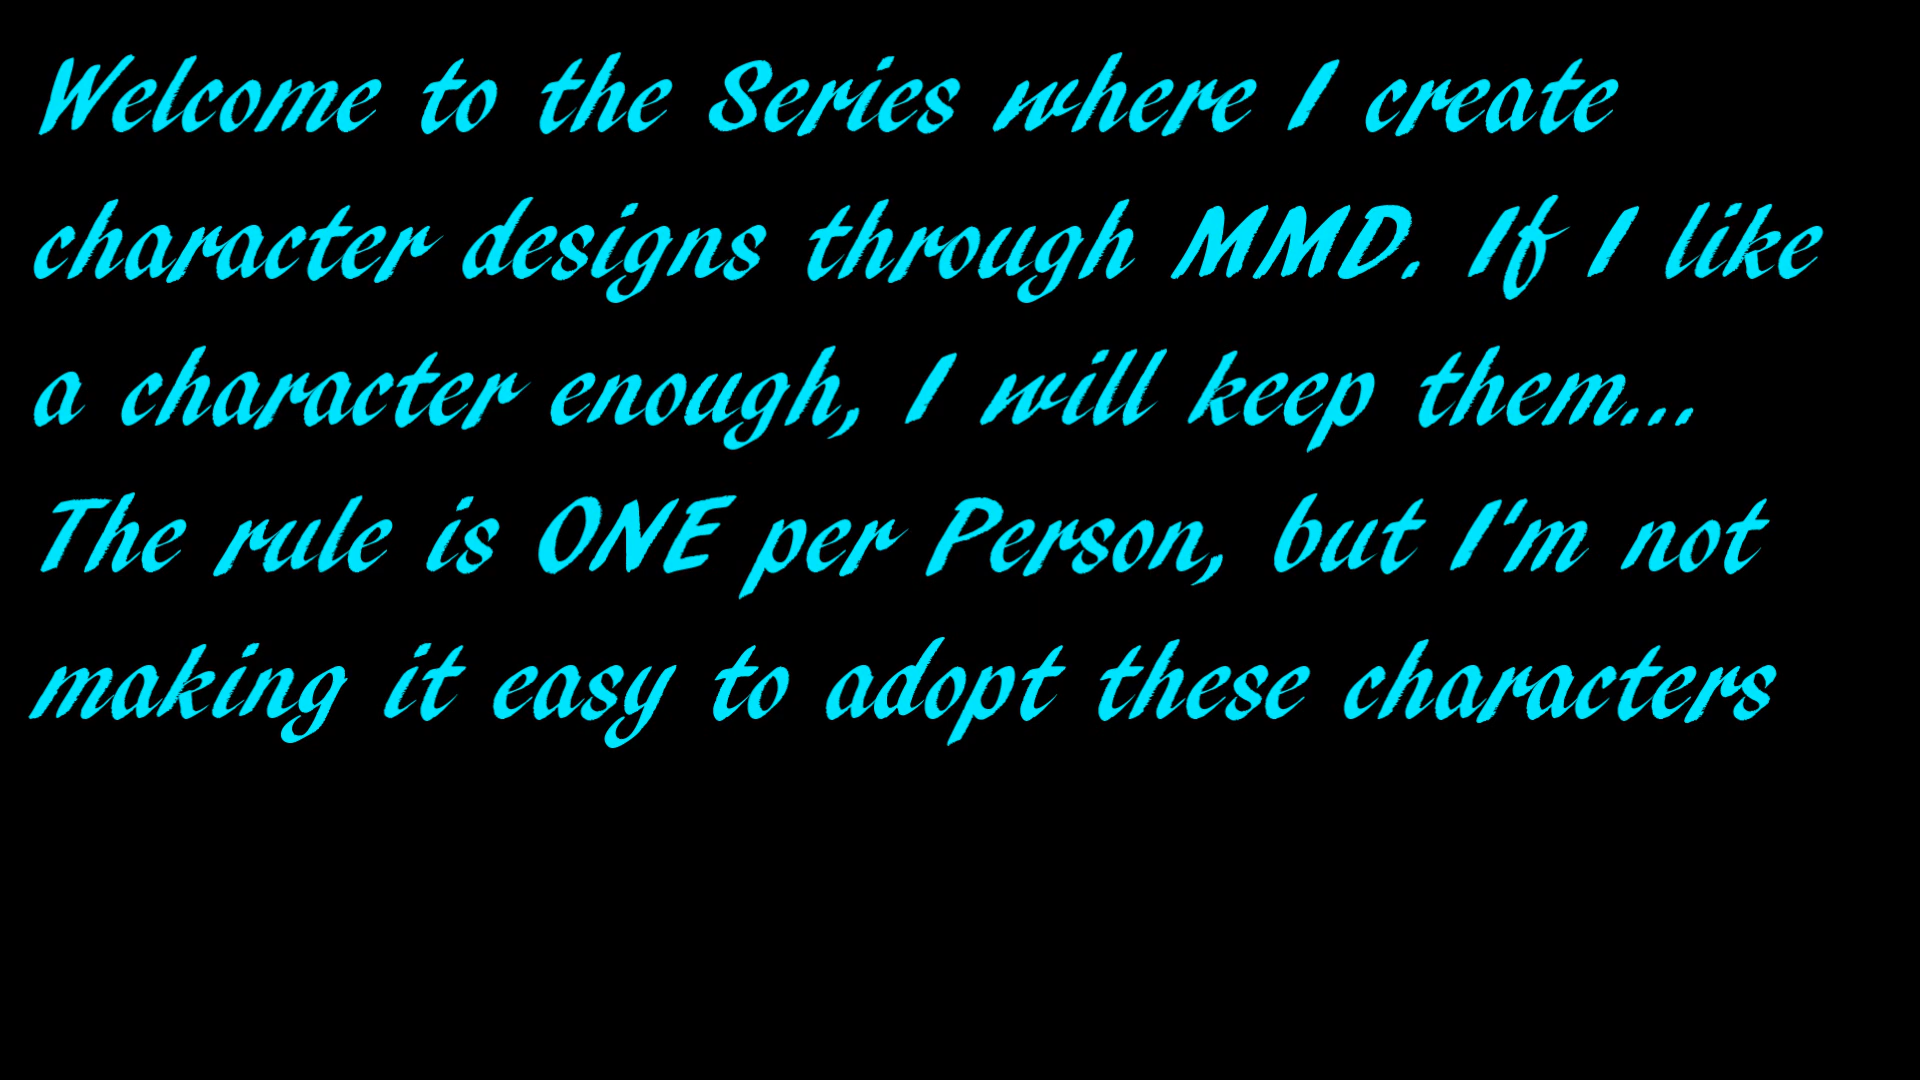 Welcome to the Series where I create
character designs through MMD. If I like
a character enough, I will keep them...
The rule is ONE per Person, but I'm not
making it easy to adopt these characters